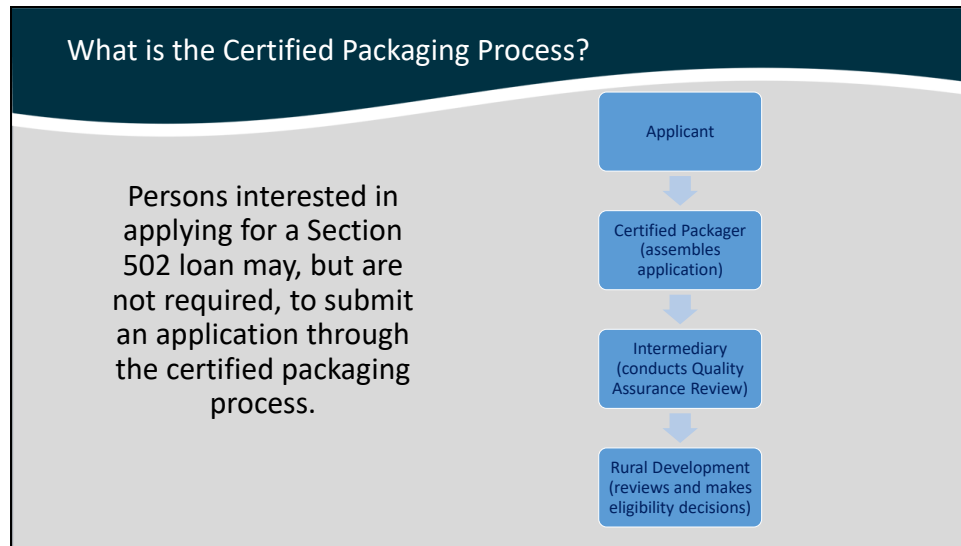 What is the Certified Packaging Process?
Persons interested in
applying for a Section
502 loan may, but are
not required, to submit
an application through
the certified packaging
process.
Applicant
Certified Packager
(assembles
application)
Intermediary
(conducts Quality
Assurance Review)
Rural Development
(reviews and makes
eligibility decisions)